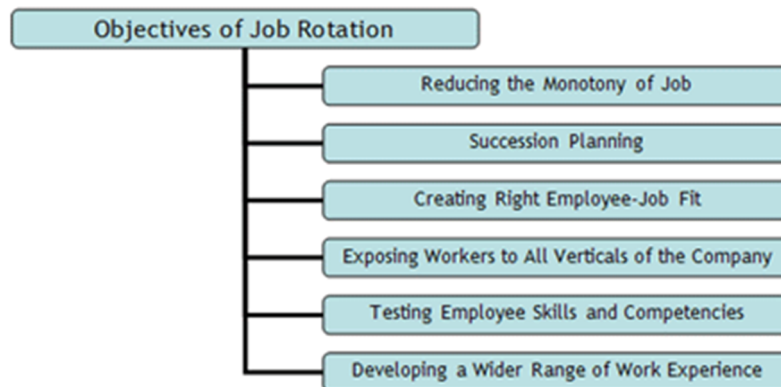 Objectives of Job Rotation
Reducing the Monotony of Job
Succession Planning
Creating Right Employee-Job Fit
Exposing Workers to All Verticals of the Company
Testing Employee Skills and Competencies
Developing a Wider Range of Work Experience